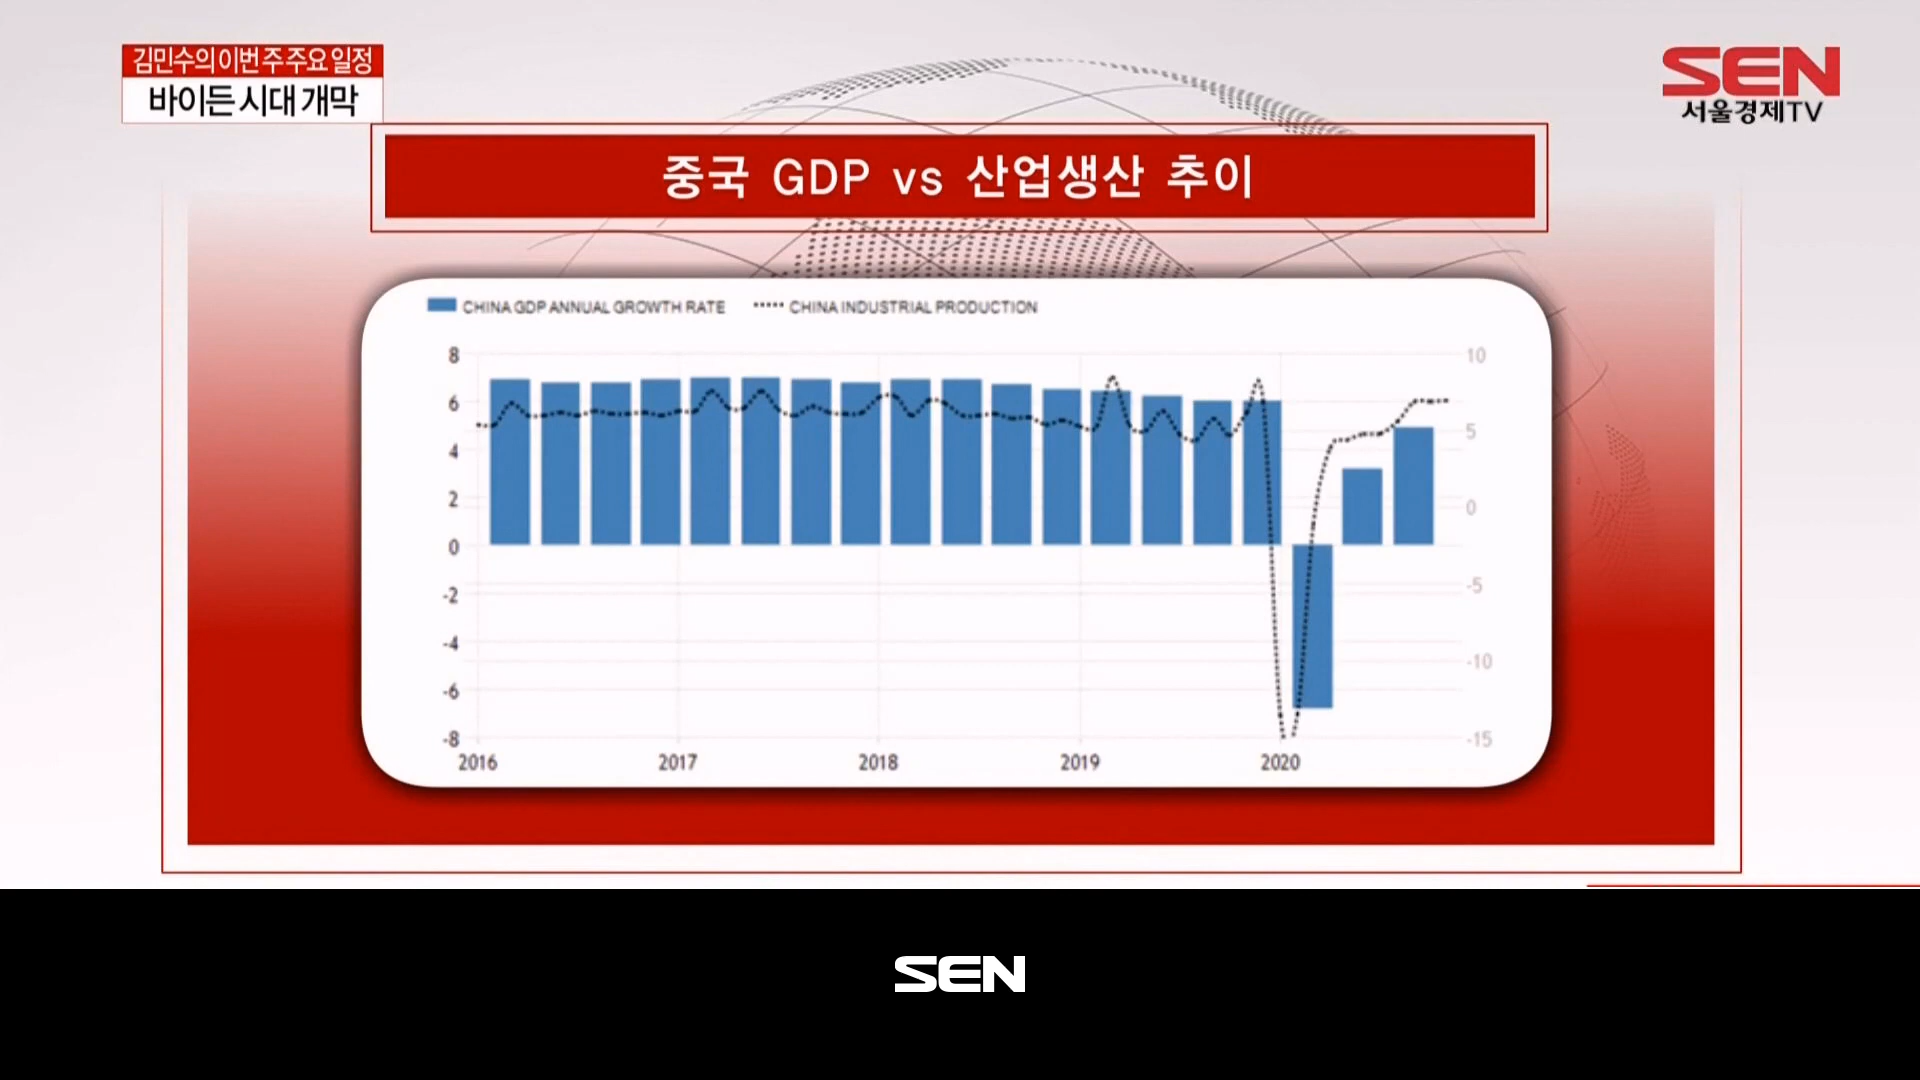 김민수의 이번 주 주요 일정
바이든 시대 개막
SEN
서울경제TV
중국 GDP vs 산업생산 추이
CHINA GDP ANNUAL GROWTH RATE CHINA INDUSTRIAL PRODUCTION
8 10
6
5
4
2
0
0
-2 -5
-4
-10
-6
-8 -15
2016 2017 2018 2019 2020
SEN